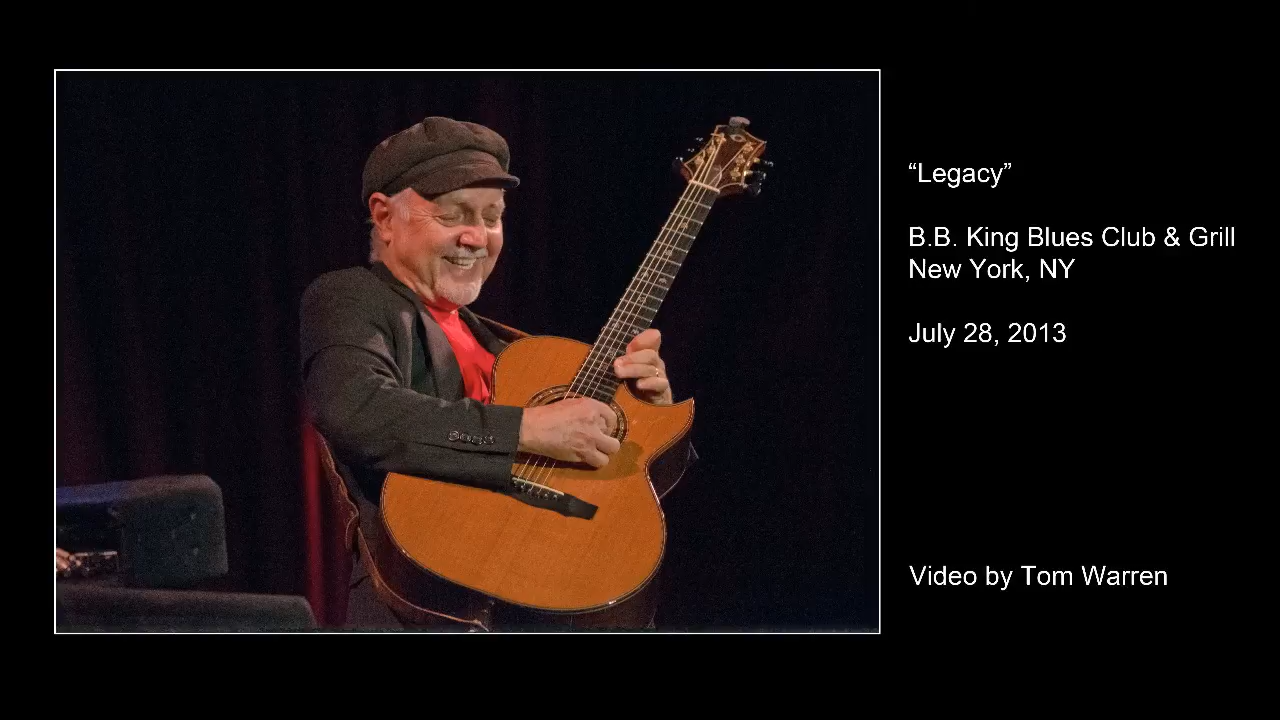 “Legacy”
B.B. King Blues Club & Grill
New York, NY
July 28, 2013
Video by Tom Warren